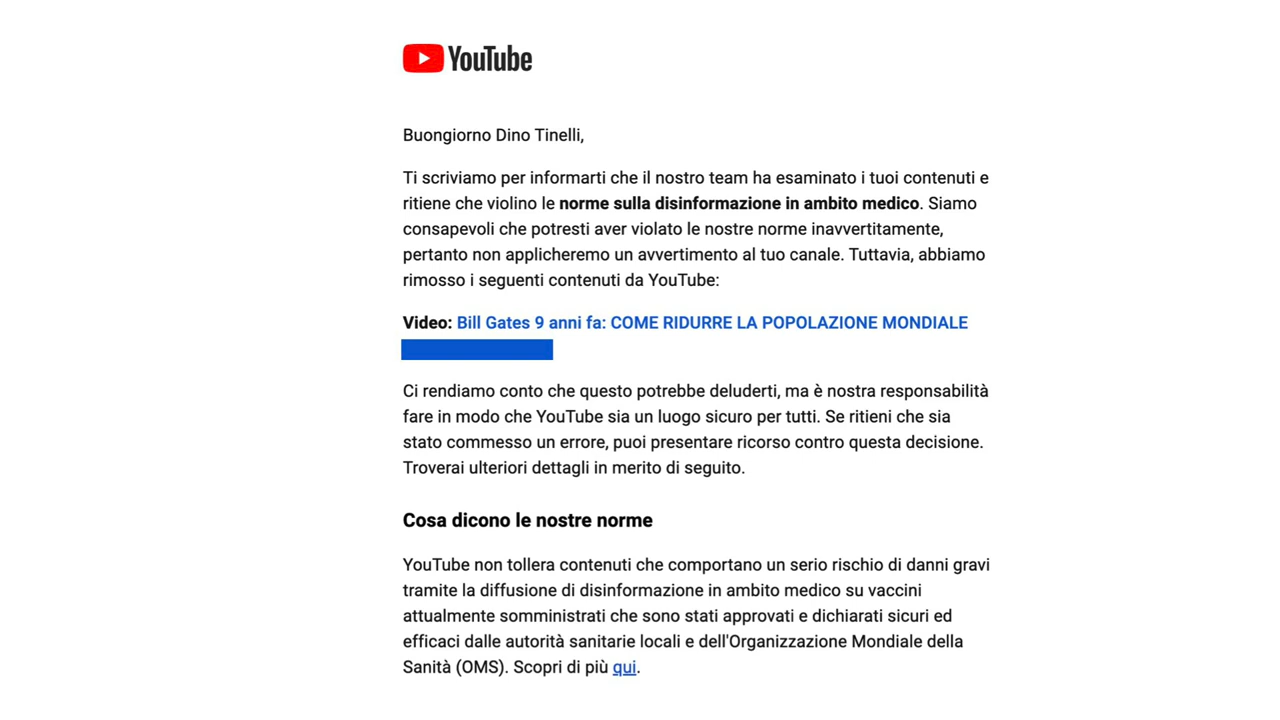 YouTube
Buongiorno Dino Tinelli,
Ti scriviamo per informarti che il nostro team ha esaminato i tuoi contenuti e
ritiene che violino le norme sulla disinformazione in ambito medico. Siamo
consapevoli che potresti aver violato le nostre norme inavvertitamente,
pertanto non applicheremo un avvertimento al tuo canale. Tuttavia, abbiamo
rimosso i seguenti contenuti da YouTube:
Video: Bill Gates 9 anni fa: COME RIDURRE LA POPOLAZIONE MONDIALE
Ci rendiamo conto che questo potrebbe deluderti, ma è nostra responsabilità
fare in modo che YouTube sia un luogo sicuro per tutti. Se ritieni che sia
stato commesso un errore, puoi presentare ricorso contro questa decisione.
Troverai ulteriori dettagli in merito di seguito.
Cosa dicono le nostre norme
YouTube non tollera contenuti che comportano un serio rischio di danni gravi
tramite la diffusione di disinformazione in ambito medico su vaccini
attualmente somministrati che sono stati approvati e dichiarati sicuri ed
efficaci dalle autorità sanitarie locali e dell'Organizzazione Mondiale della
Sanità (OMS). Scopri di più qui.